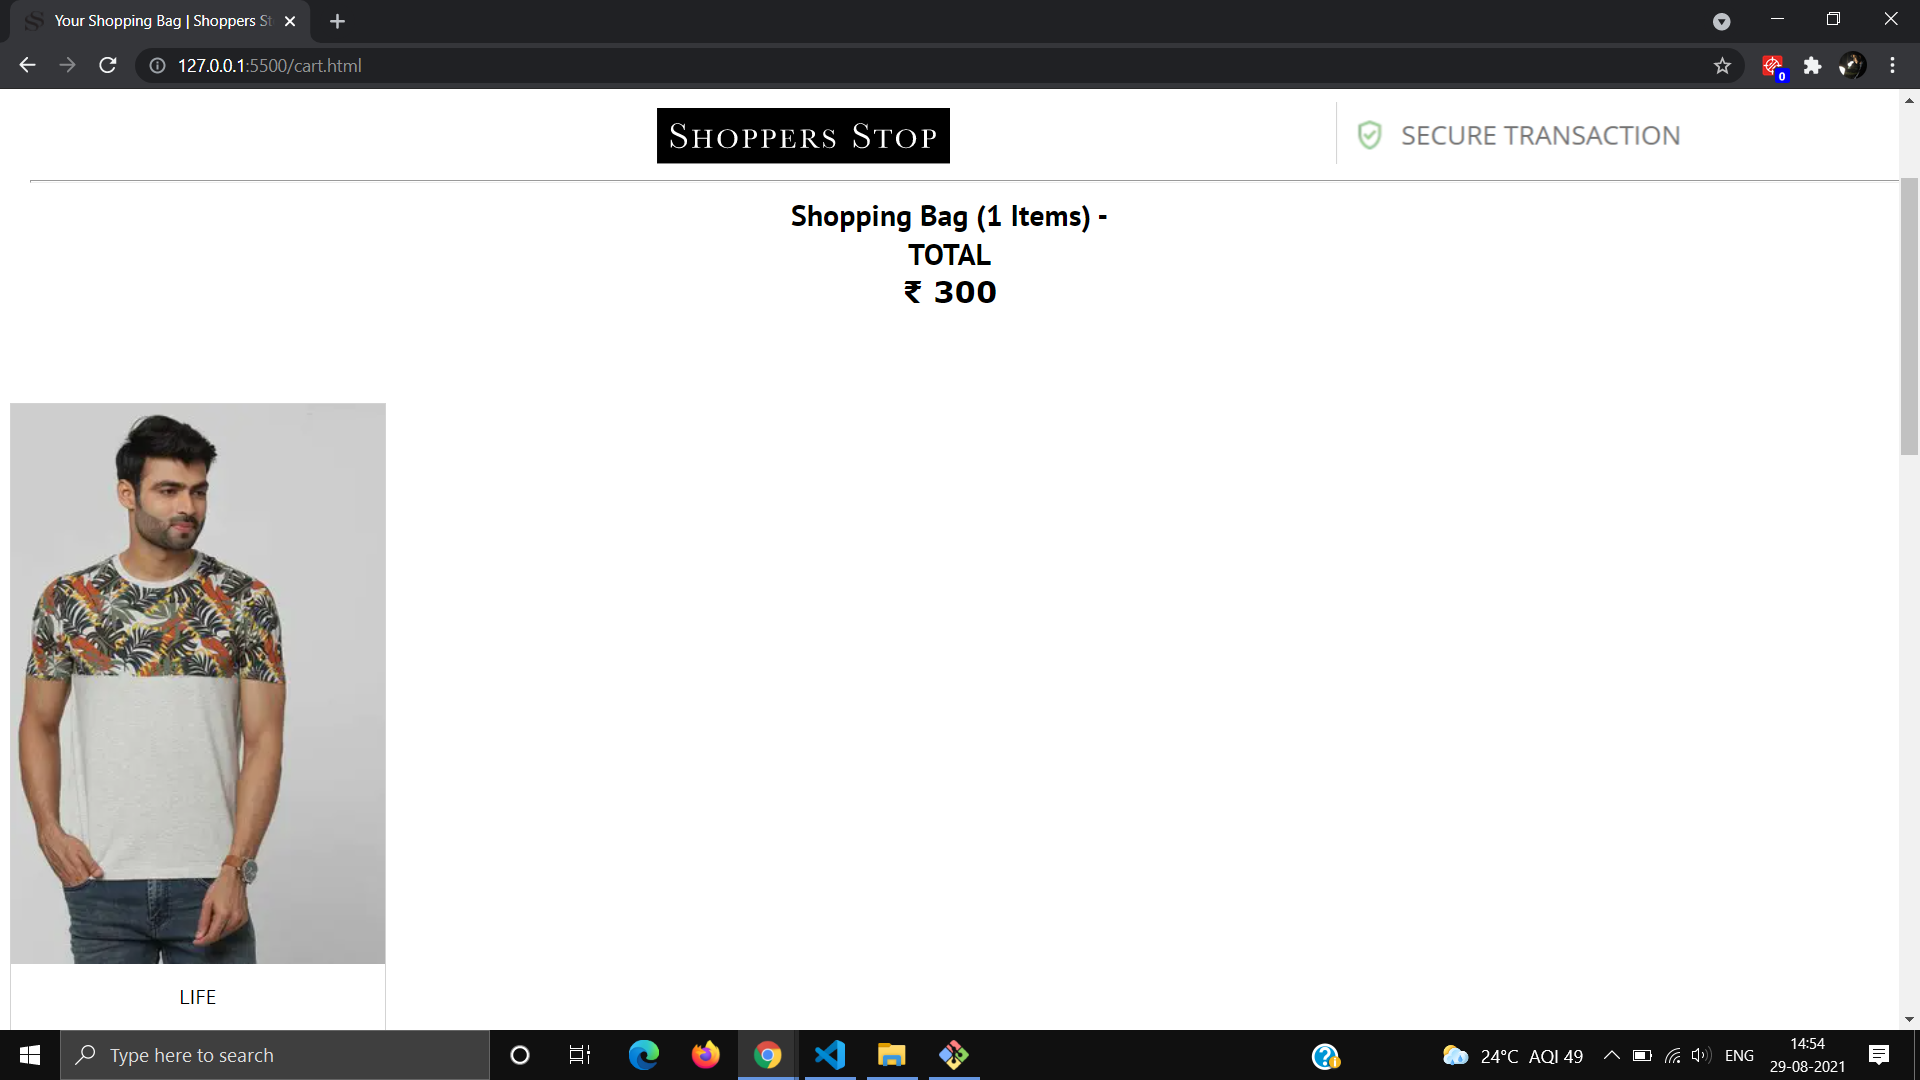 Your Shopping Bag | Shoppers St
127.0.0.1:5500/cart.html
0
SHOPPERS STOP
SECURE TRANSACTION
Shopping Bag (1 Items) -
TOTAL
₹ 300
LIFE
Type here to search
24°C AQI 49
ENG
14:54
29-08-2021